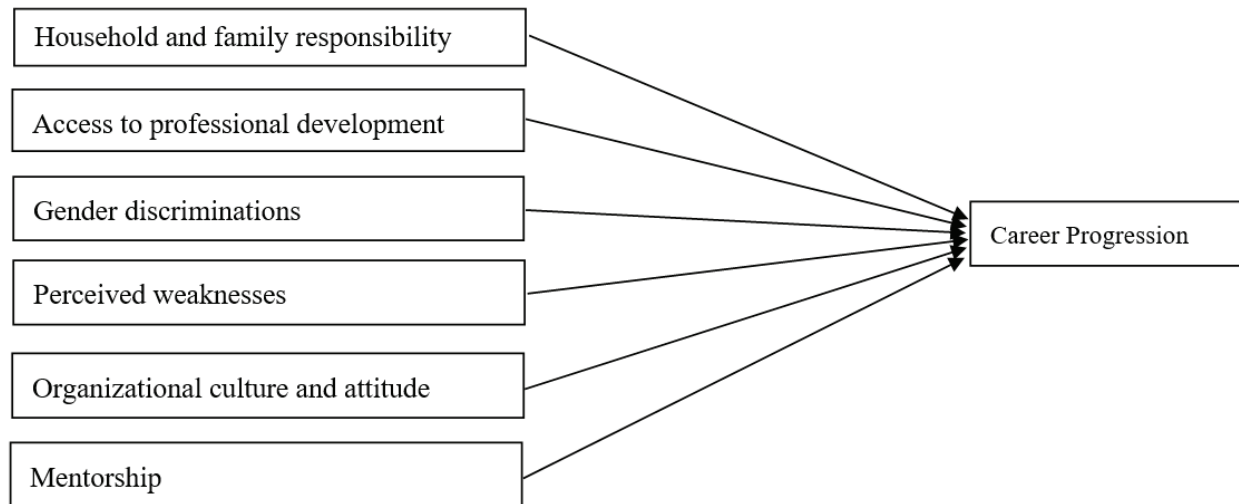 Household and family responsibility
Access to professional development
Gender discriminations
Perceived weaknesses
Organizational culture and attitude
Mentorship
Career Progression